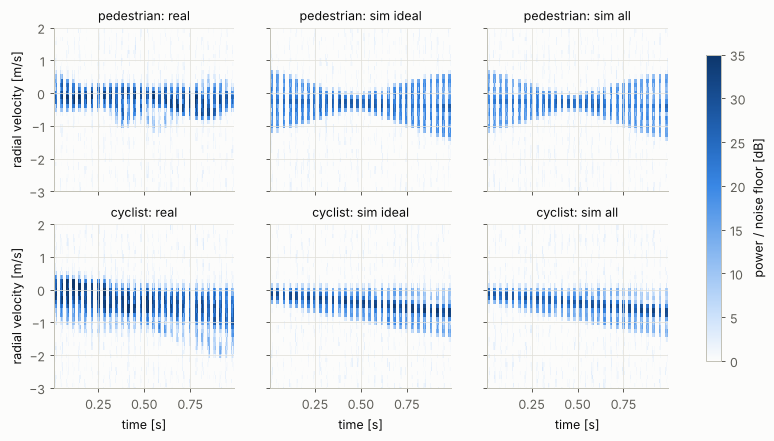 pedestrian: real
pedestrian: sim ideal
pedestrian: sim all
2
1
0
−1
−2
−3
radial velocity [m/s]
35
30
25
20
15
10
5
0
power / noise floor [dB]
cyclist: real
cyclist: sim ideal
cyclist: sim all
2
1
0
−1
−2
−3
radial velocity [m/s]
0.25 0.50 0.75
0.25 0.50 0.75
0.25 0.50 0.75
time [s]
time [s]
time [s]